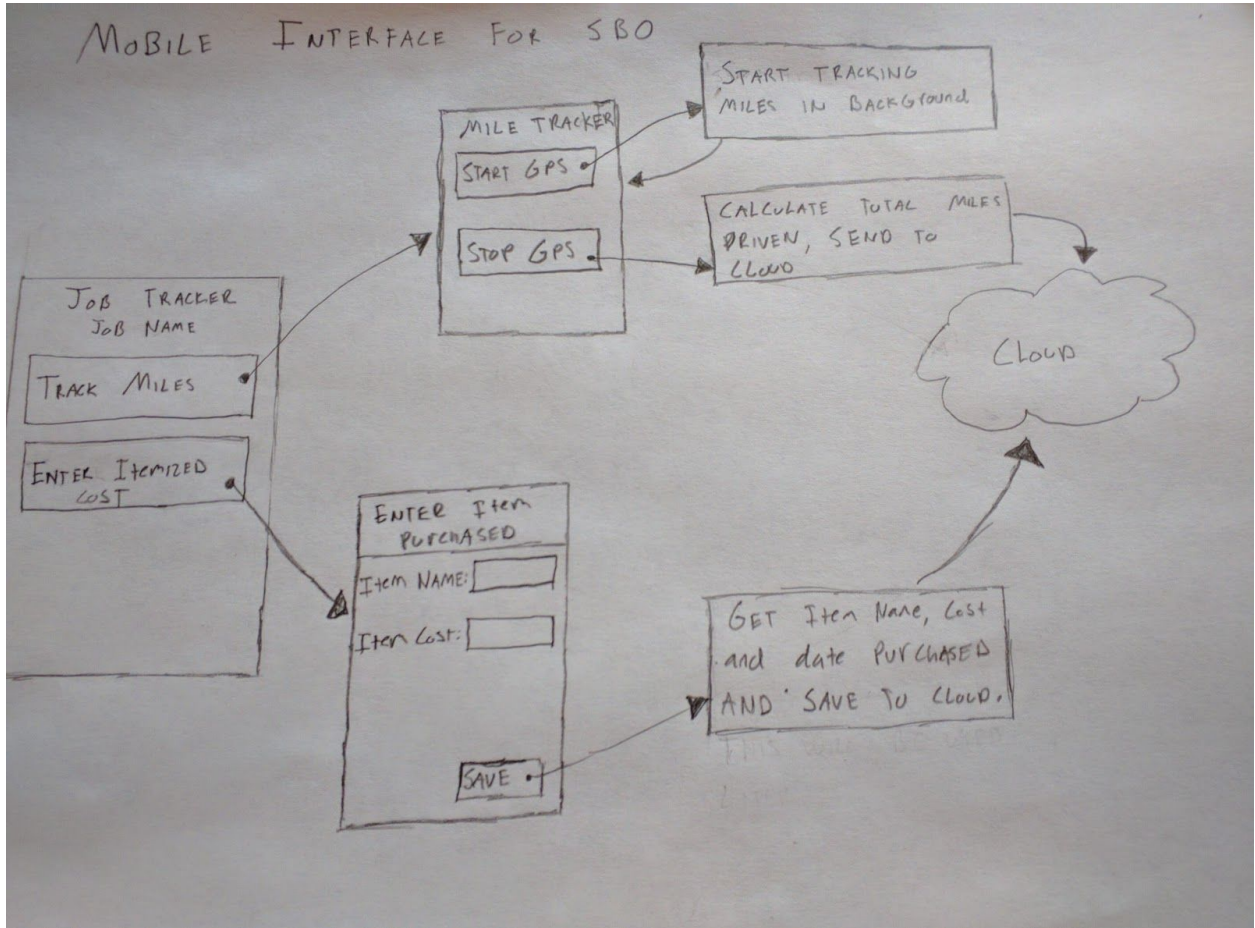 MOBILE INTERFACE FOR SBO
JOB TRACKER
JOB NAME
TRACK MILES
ENTER ITEMIZED
COST
MILE TRACKER
START GPS
STOP GPS
START TRACKING
MILES IN BACKGround
CALCULATE TOTAL MILES
DRIVEN, SEND TO
CLOUD
CLOUD
ENTER Item
PURCHASED
Item NAME:
Item Cost:
SAVE
GET Item Name, Cost
and date PURCHASED
AND SAVE TO CLOUD.